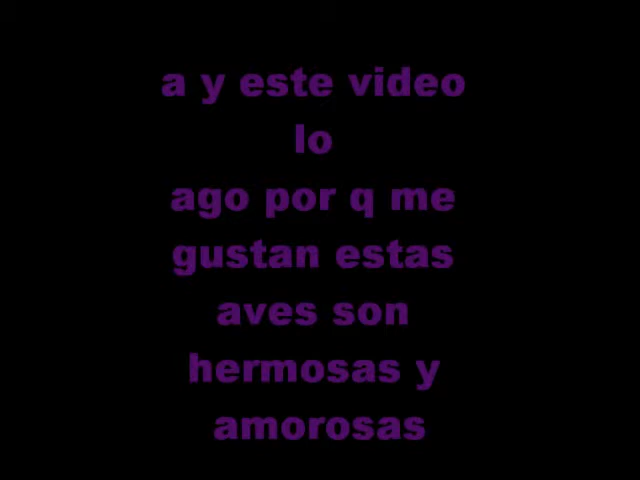 a y este video
lo
ago por q me
gustan estas
aves son
hermosas y
amorosas